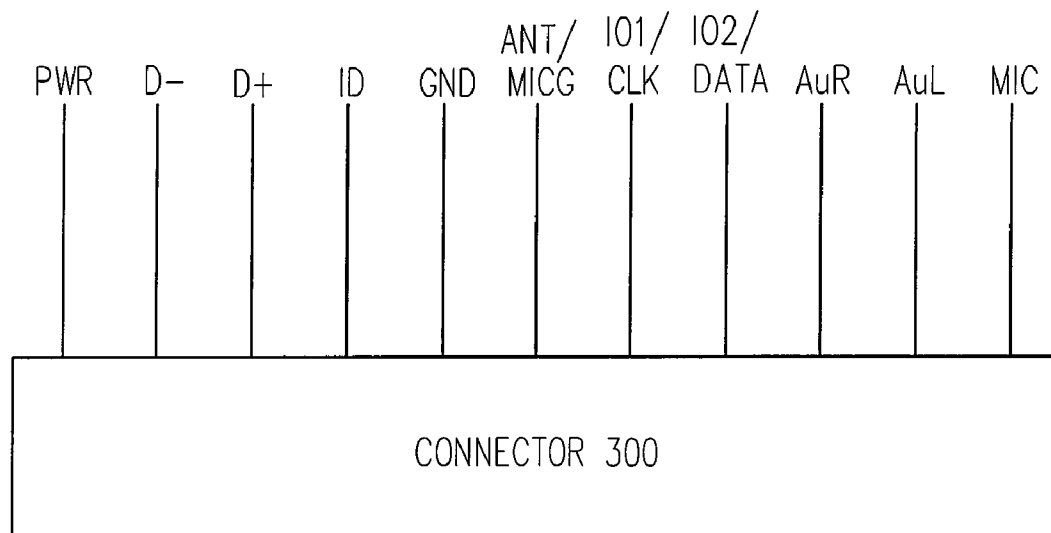 ANT/ IO1/ IO2/
PWR D- D+ ID GND MICG CLK DATA AuR AuL MIC
CONNECTOR 300